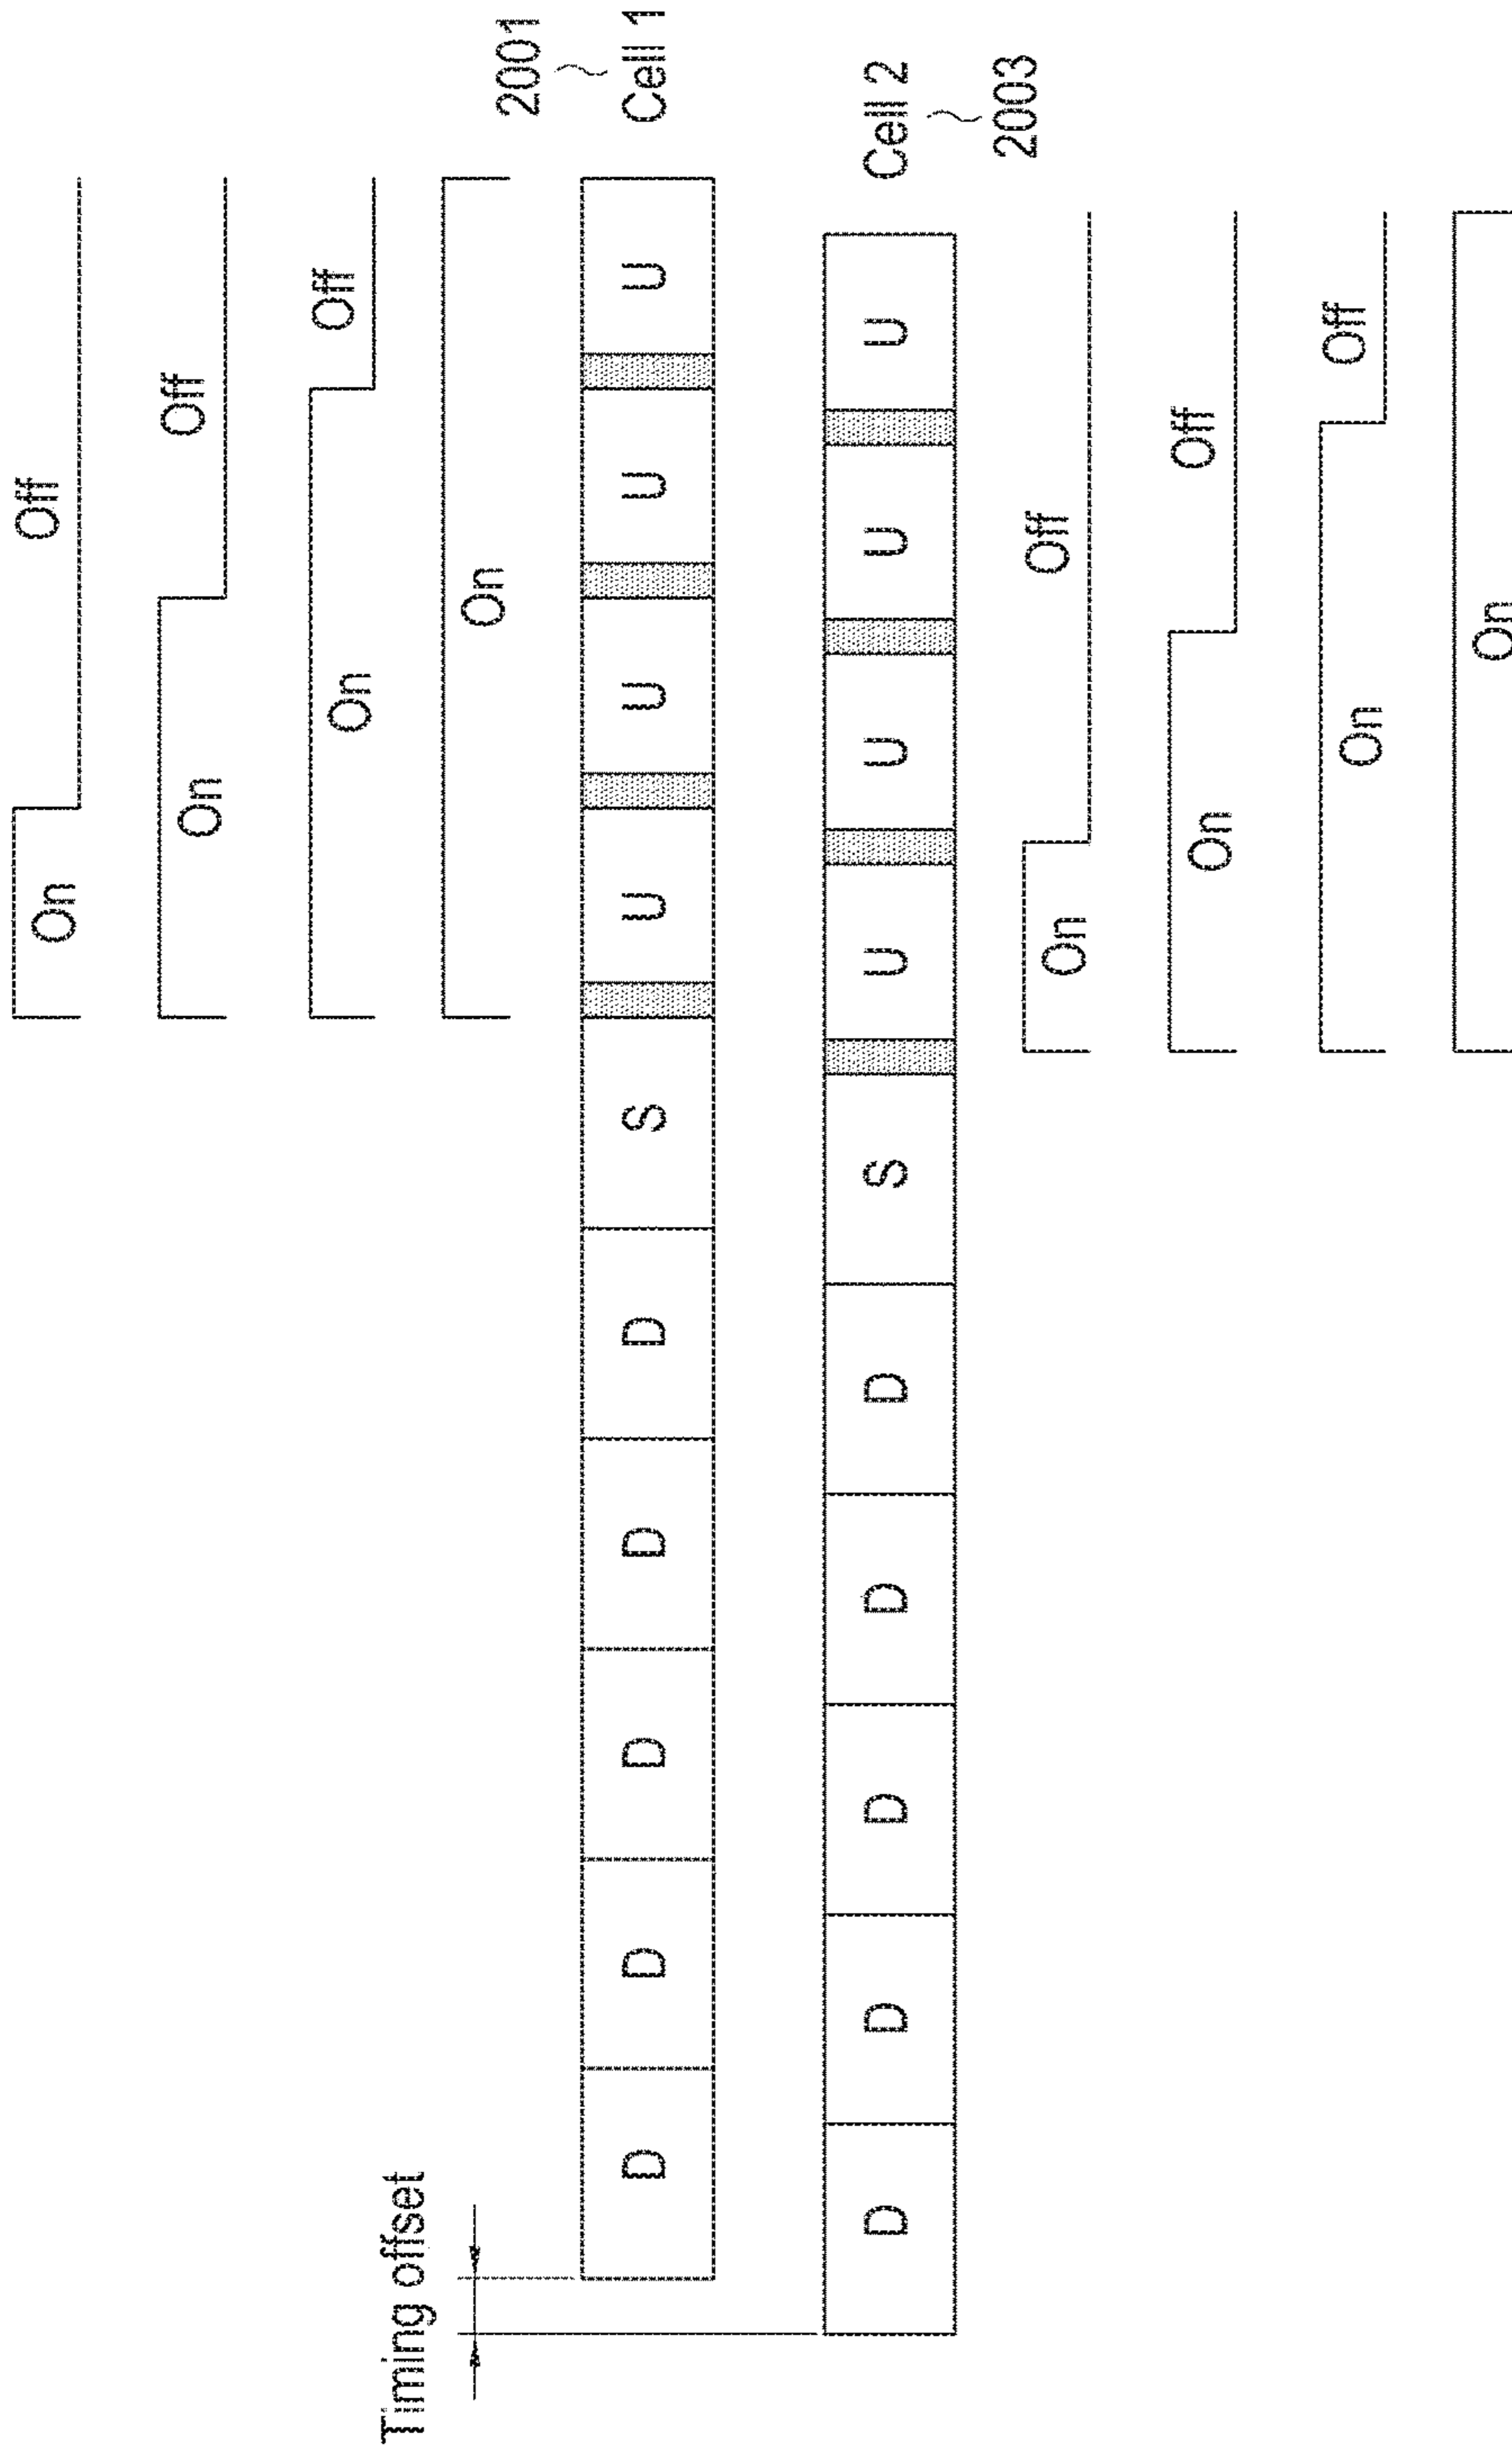 On Off
On Off
On Off
Timing offset
On
2001
D D D D D S U U U U Cell 1
D D D D D S U U U U Cell 2
2003
On Off
On Off
On Off
On